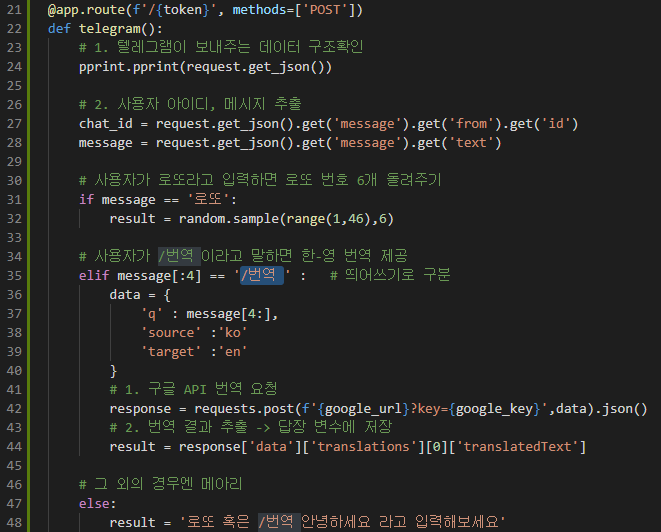 21 @app.route(f'/{token}', methods=['POST'])
22 def telegram():
23     # 1. 텔레그램이 보내주는 데이터 구조확인
24     pprint.pprint(request.get_json())
25
26     # 2. 사용자 아이디, 메시지 추출
27     chat_id = request.get_json().get('message').get('from').get('id')
28     message = request.get_json().get('message').get('text')
29
30     # 사용자가 로또라고 입력하면 로또 번호 6개 돌려주기
31     if message == '로또':
32         result = random.sample(range(1,46),6)
33
34     # 사용자가 /번역 이라고 말하면 한-영 번역 제공
35     elif message[:4] == '/번역 ' :   # 띄어쓰기로 구분
36         data = {
37             'q' : message[4:],
38             'source' :'ko'
39             'target' :'en'
40         }
41         # 1. 구글 API 번역 요청
42         response = requests.post(f'{google_url}?key={google_key}',data).json()
43         # 2. 번역 결과 추출 -> 답장 변수에 저장
44         result = response['data']['translations'][0]['translatedText']
45
46     # 그 외의 경우엔 메아리
47     else:
48         result = '로또 혹은 /번역 안녕하세요 라고 입력해보세요'